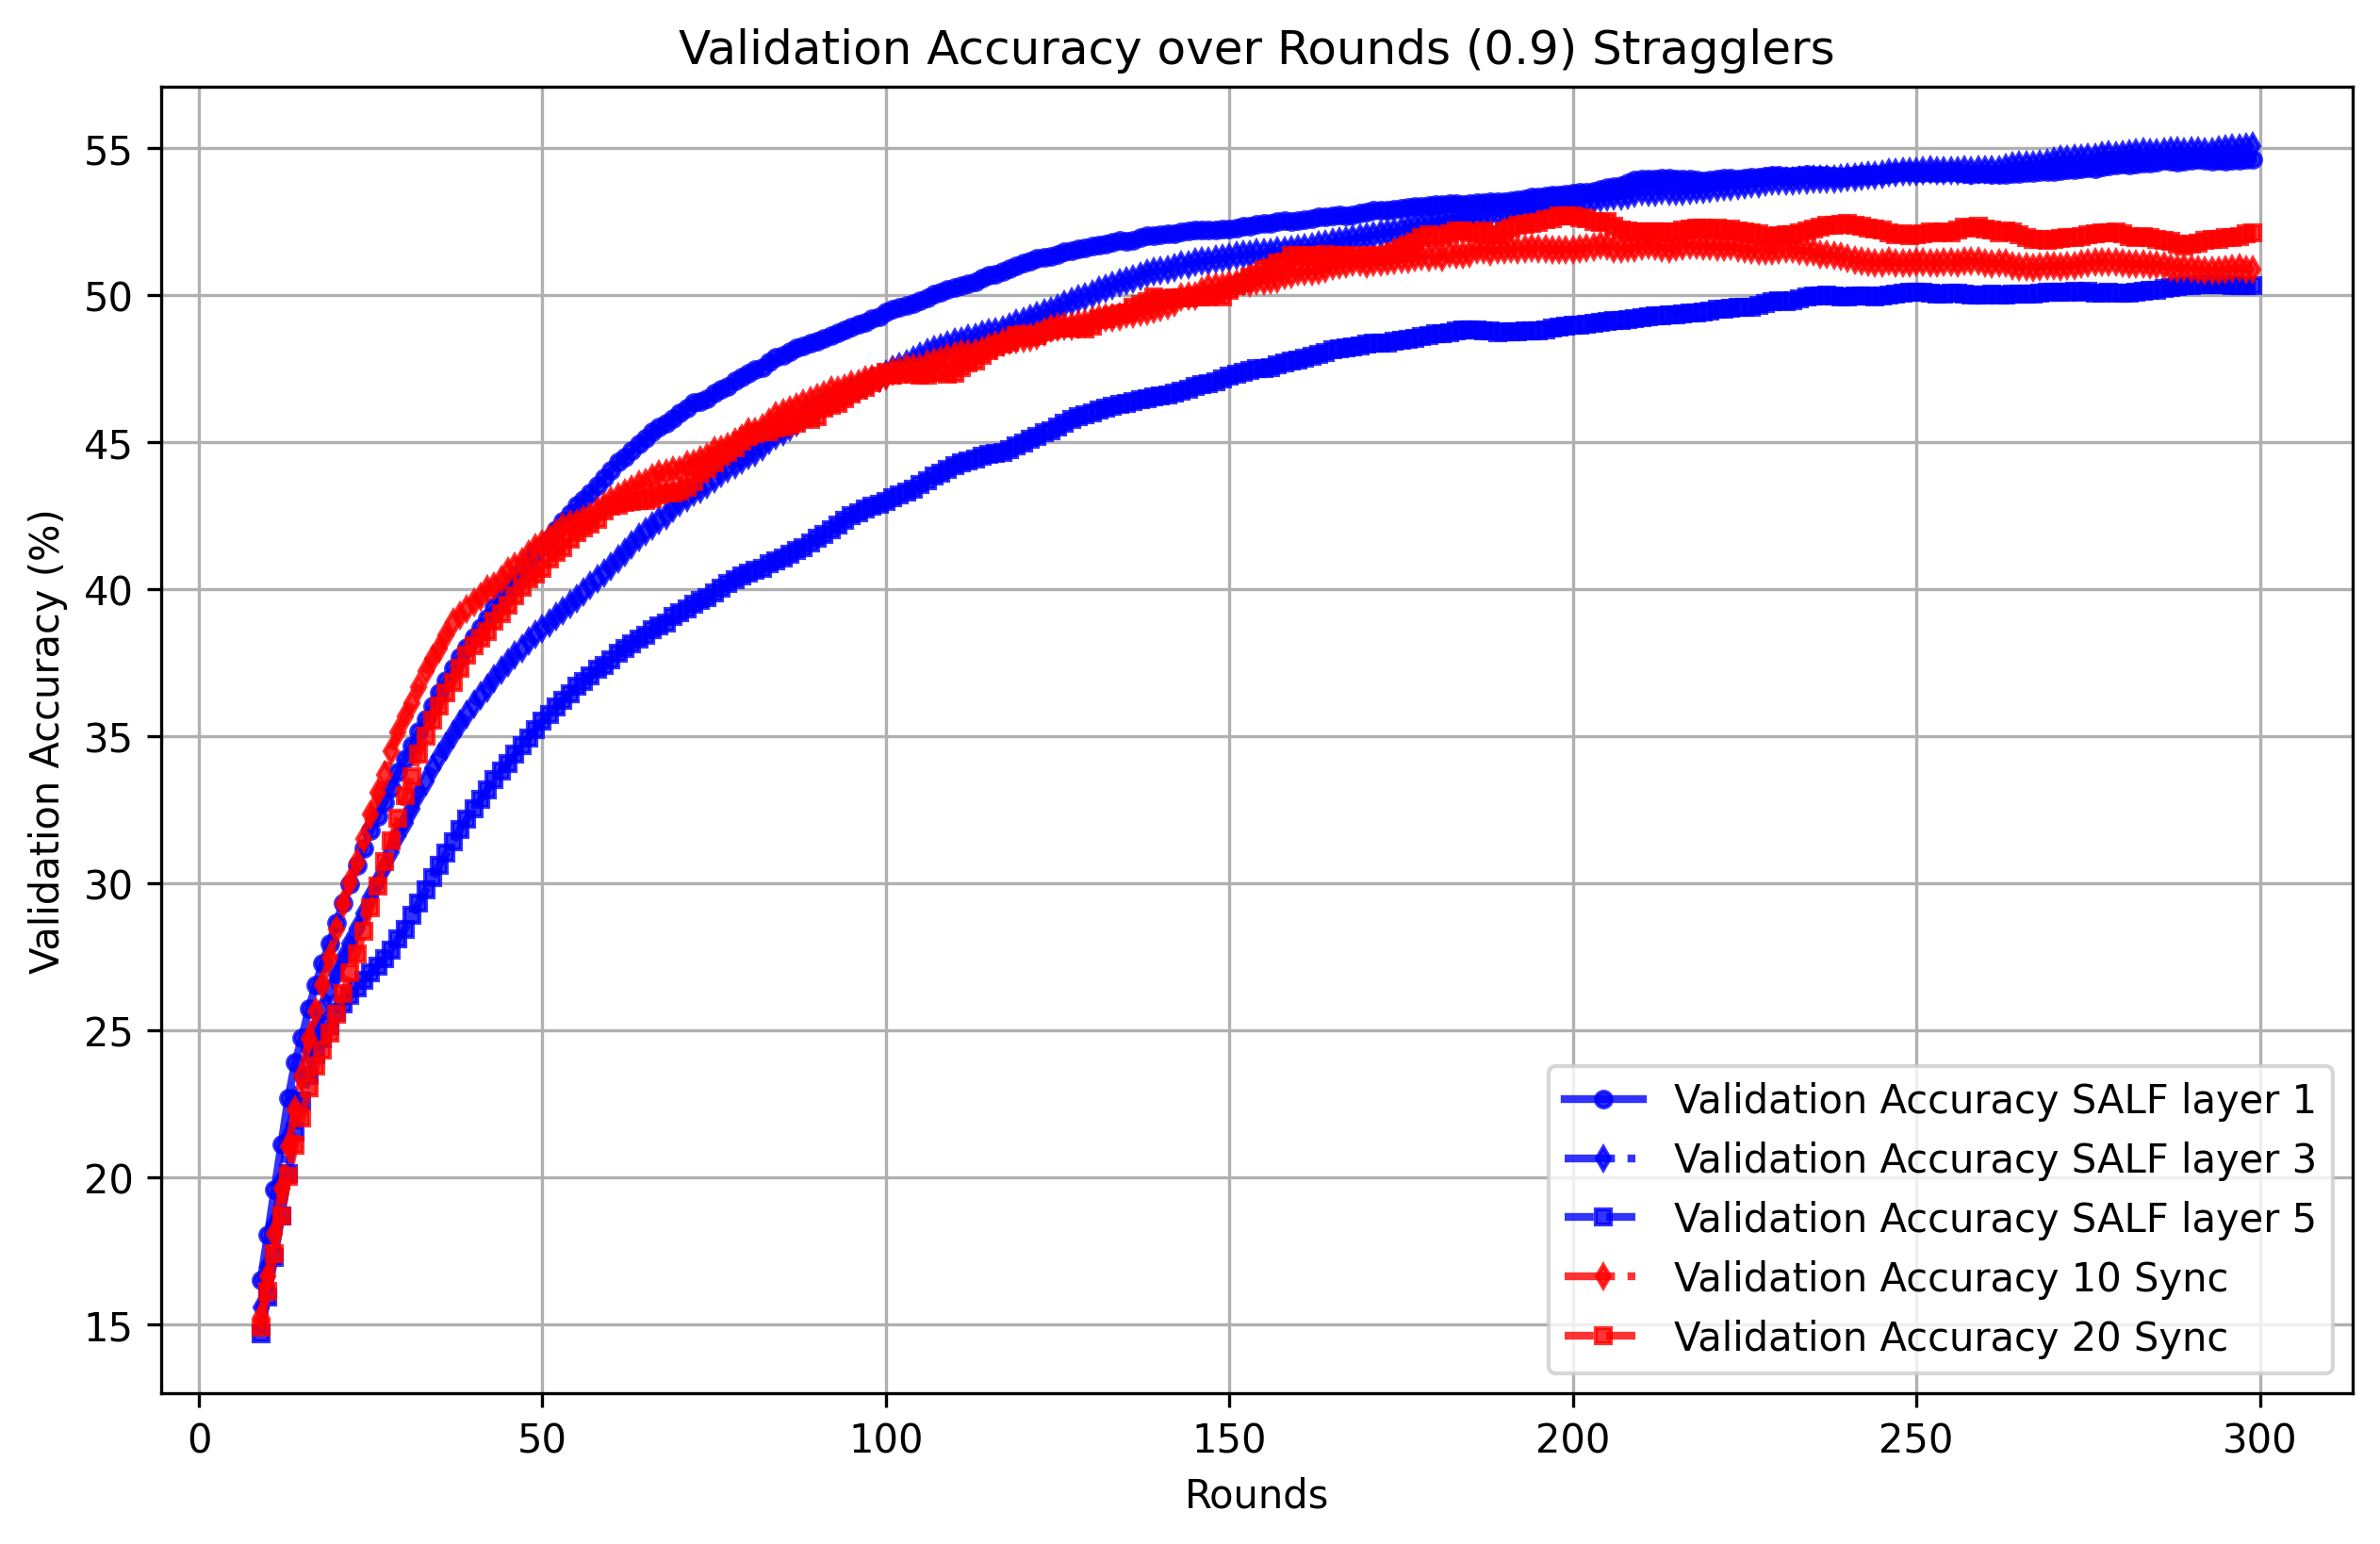 Validation Accuracy over Rounds (0.9) Stragglers
Validation Accuracy (%)
55
50
45
40
35
30
25
20
15
0 50 100 150 200 250 300
Rounds
Validation Accuracy SALF layer 1
Validation Accuracy SALF layer 3
Validation Accuracy SALF layer 5
Validation Accuracy 10 Sync
Validation Accuracy 20 Sync